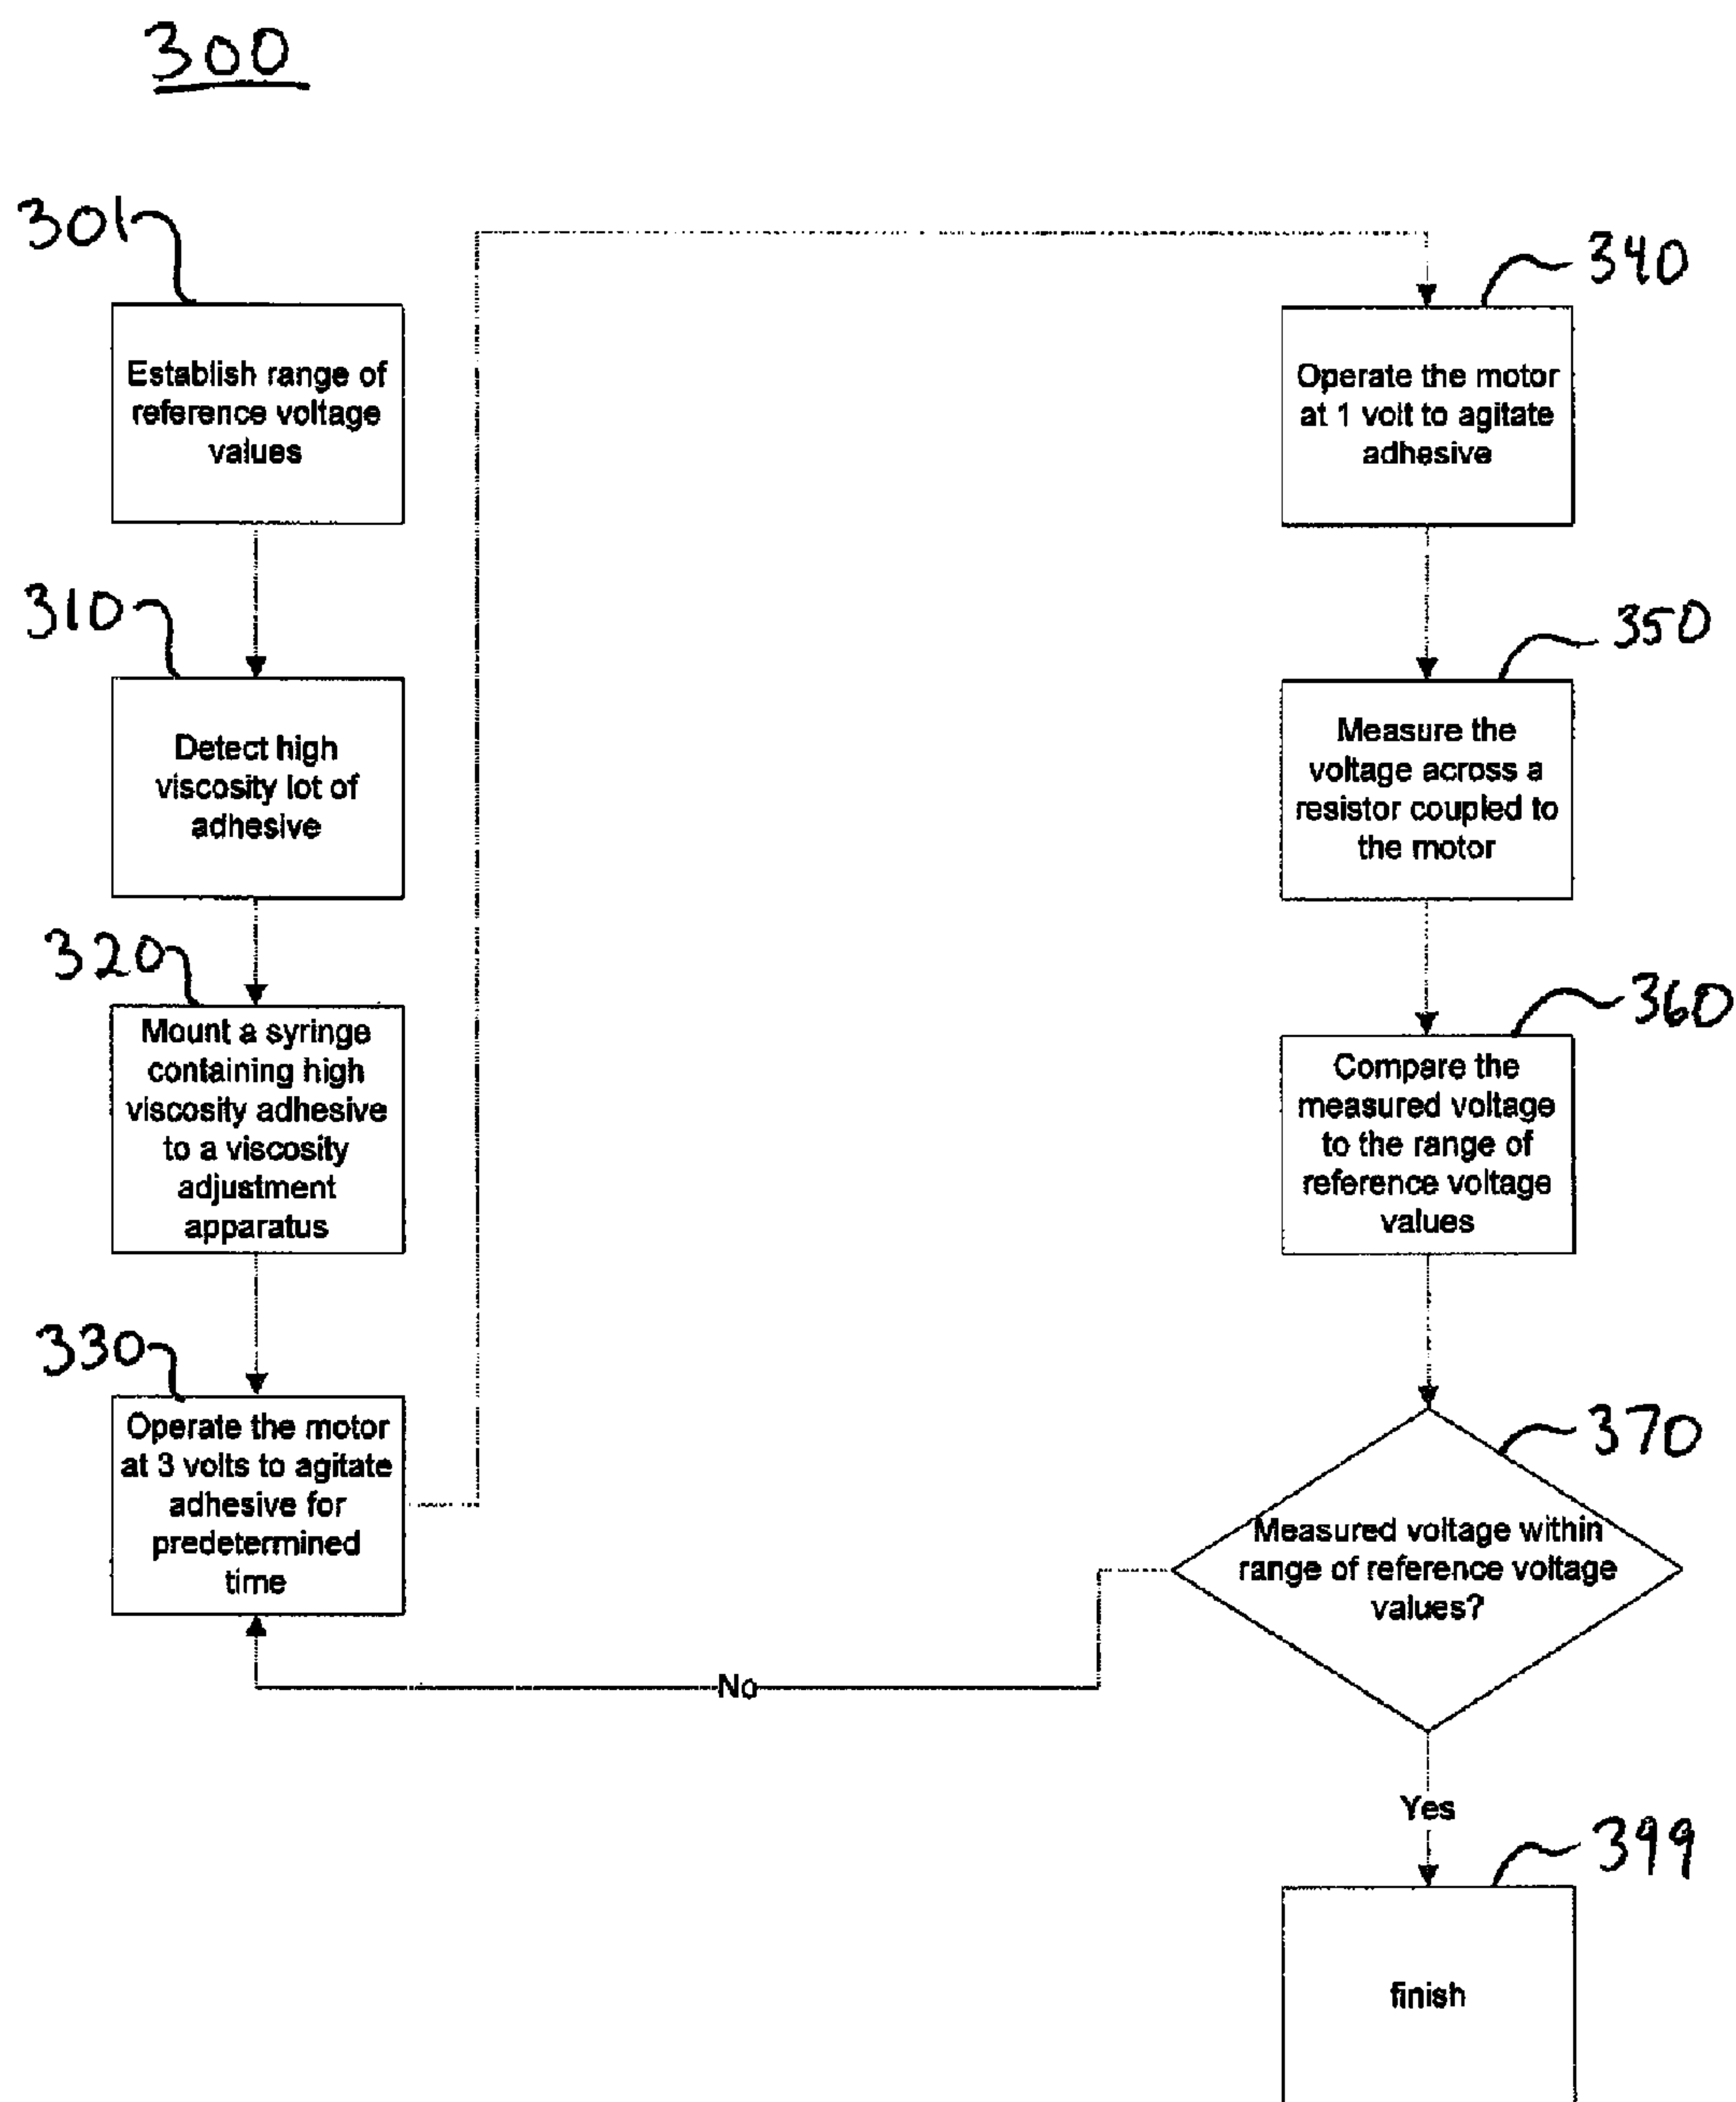 300
301
Establish range of
reference voltage
values
310
Detect high
viscosity lot of
adhesive
320
Mount a syringe
containing high
viscosity adhesive
to a viscosity
adjustment
apparatus
330
Operate the motor
at 3 volts to agitate
adhesive for
predetermined
time
340
Operate the motor
at 1 volt to agitate
adhesive
350
Measure the
voltage across a
resistor coupled to
the motor
360
Compare the
measured voltage
to the range of
reference voltage
values
370
Measured voltage within
range of reference voltage
values?
No
Yes
399
finish